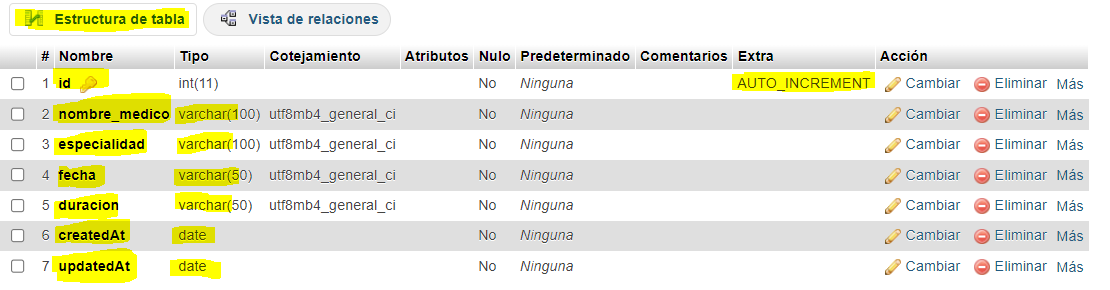 Estructura de tabla Vista de relaciones
# Nombre Tipo Cotejamiento Atributos Nulo Predeterminado Comentarios Extra Acción
1 id int(11) No Ninguna AUTO_INCREMENT Cambiar Eliminar Más
2 nombre_medico varchar(100) utf8mb4_general_ci No Ninguna Cambiar Eliminar Más
3 especialidad varchar(100) utf8mb4_general_ci No Ninguna Cambiar Eliminar Más
4 fecha varchar(50) utf8mb4_general_ci No Ninguna Cambiar Eliminar Más
5 duracion varchar(50) utf8mb4_general_ci No Ninguna Cambiar Eliminar Más
6 createdAt date No Ninguna Cambiar Eliminar Más
7 updatedAt date No Ninguna Cambiar Eliminar Más